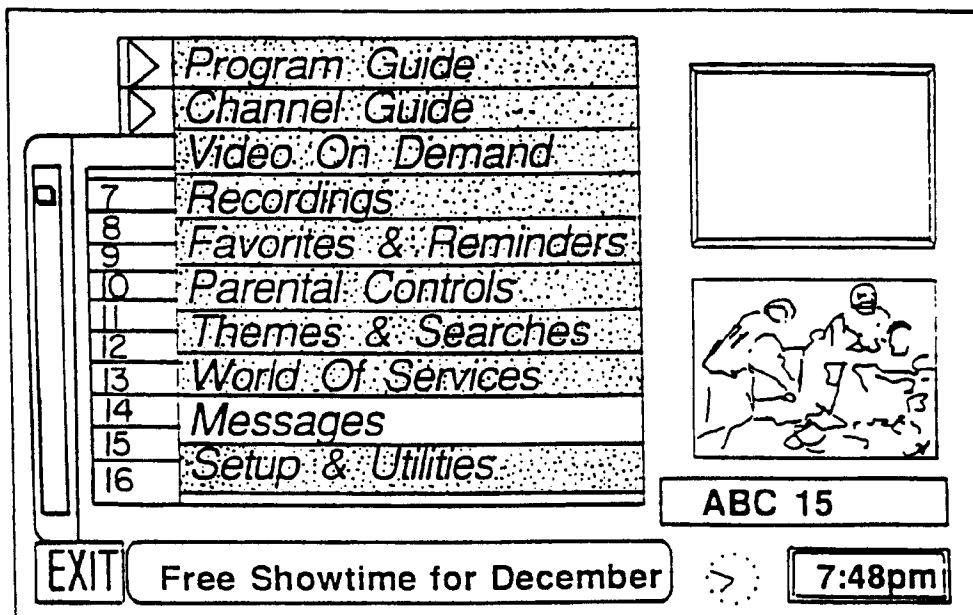 Program Guide
Channel Guide
Video On Demand
7 Recordings
8
9 Favorites & Reminders
10 Parental Controls
11
12 Themes & Searches
13 World Of Services
14 Messages
15
16 Setup & Utilities
ABC 15
EXIT Free Showtime for December 7:48pm